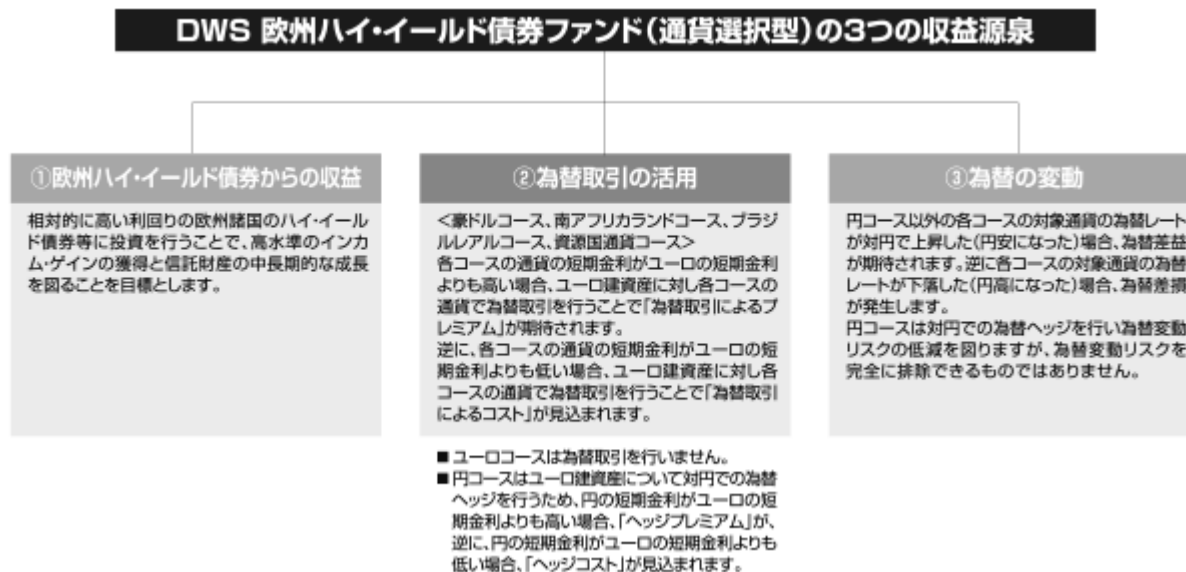 DWS 欧州ハイ・イールド債券ファンド（通貨選択型）の3つの収益源泉
①欧州ハイ・イールド債券からの収益
相対的に高い利回りの欧州諸国のハイ・イール
ド債券等に投資を行うことで、高水準のインカ
ム・ゲインの獲得と信託財産の中長期的な成長
を図ることを目標とします。
②為替取引の活用
＜豪ドルコース、南アフリカランドコース、ブラジ
ルレアルコース、資源国通貨コース＞
各コースの通貨の短期金利がユーロの短期金利
よりも高い場合、ユーロ建資産に対し各コースの
通貨で為替取引を行うことで「為替取引によるプ
レミアム」が期待されます。
逆に、各コースの通貨の短期金利がユーロの短
期金利よりも低い場合、ユーロ建資産に対し各
コースの通貨で為替取引を行うことで「為替取引
によるコスト」が見込まれます。
■ユーロコースは為替取引を行いません。
■円コースはユーロ建資産について対円での為替
ヘッジを行うため、円の短期金利がユーロの短
期金利よりも高い場合、「ヘッジプレミアム」が、
逆に、円の短期金利がユーロの短期金利よりも
低い場合、「ヘッジコスト」が見込まれます。
③為替の変動
円コース以外の各コースの対象通貨の為替レート
が対円で上昇した（円安になった）場合、為替差益
が期待されます。逆に各コースの対象通貨の為替
レートが下落した（円高になった）場合、為替差損
が発生します。
円コースは対円での為替ヘッジを行い為替変動
リスクの低減を図りますが、為替変動リスクを
完全に排除できるものではありません。